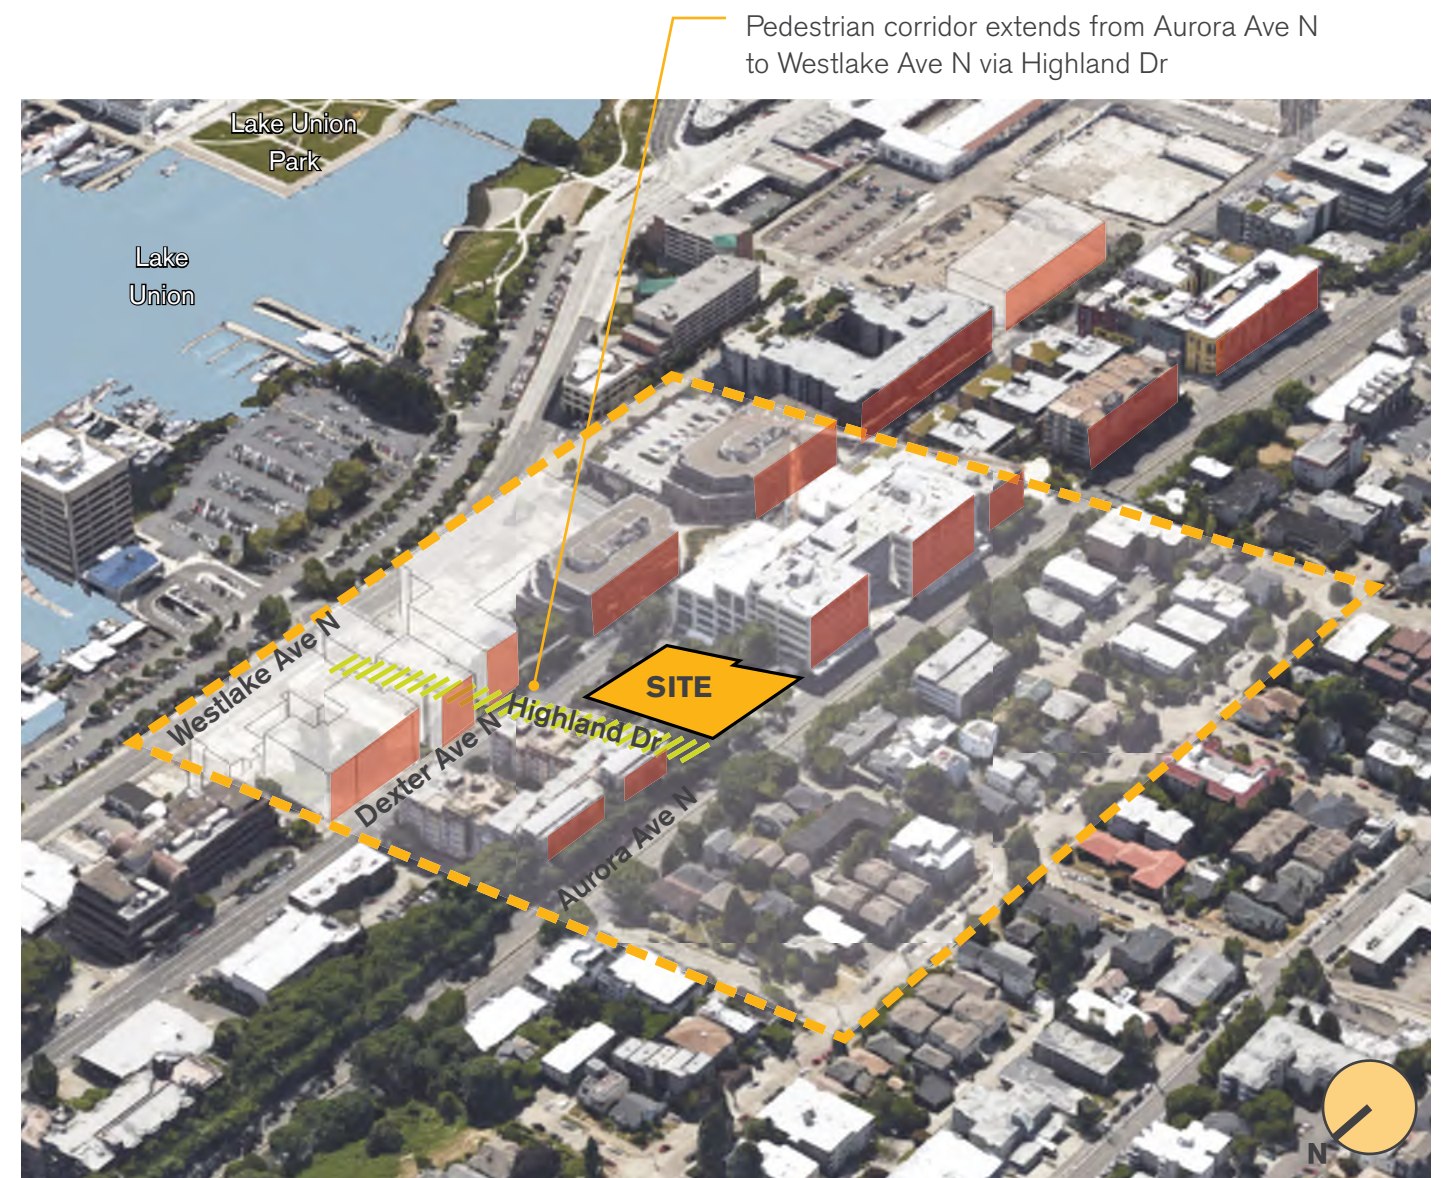 Pedestrian corridor extends from Aurora Ave N
to Westlake Ave N via Highland Dr
Lake Union
Park
Lake
Union
Westlake Ave N
SITE
Highland Dr
Dexter Ave N
Aurora Ave N
N